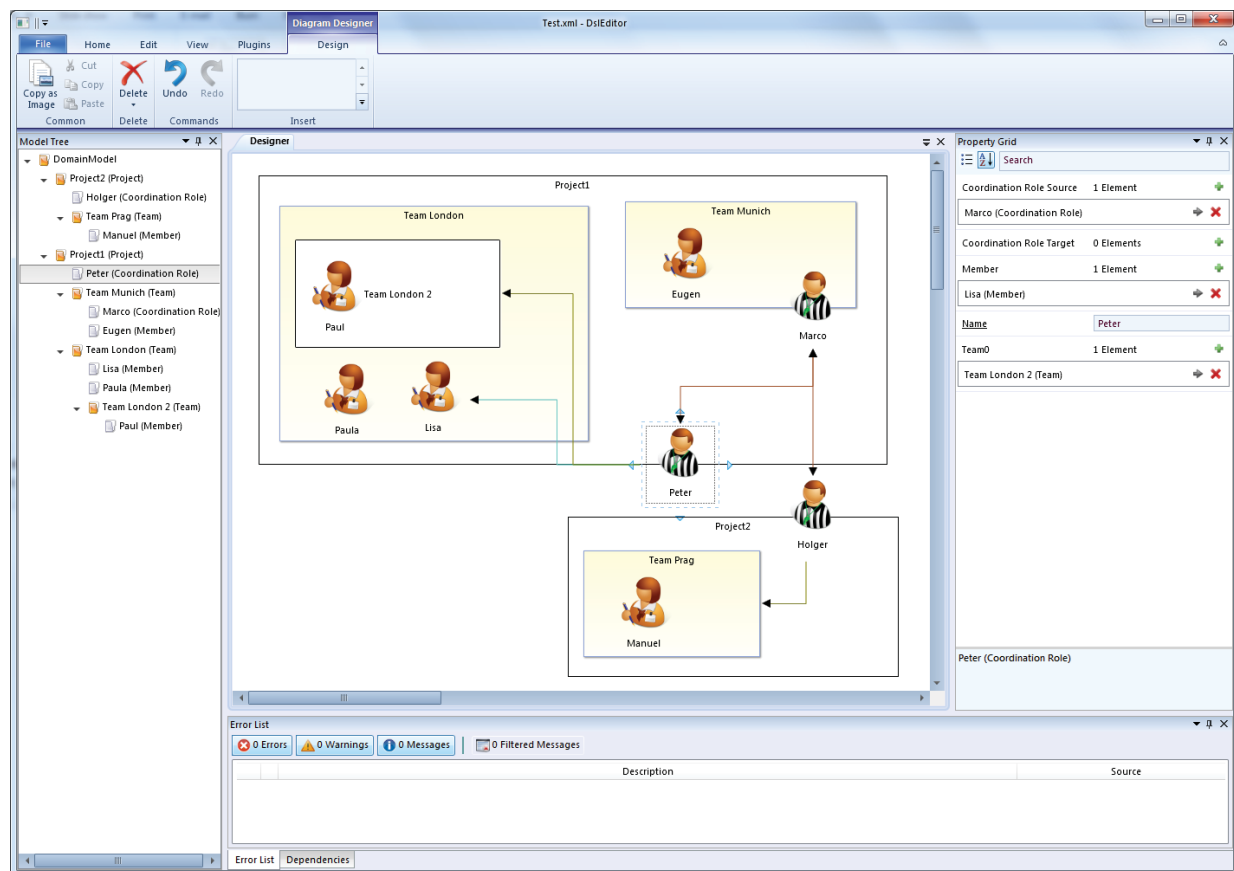 Diagram Designer
Test.xml - DslEditor
File Home Edit View Plugins Design
Copy as Image
Cut
Copy
Paste
Delete
Undo
Redo
Common Delete Commands Insert
Model Tree
DomainModel
Project2 (Project)
Holger (Coordination Role)
Team Prag (Team)
Manuel (Member)
Project1 (Project)
Peter (Coordination Role)
Team Munich (Team)
Marco (Coordination Role)
Eugen (Member)
Team London (Team)
Lisa (Member)
Paula (Member)
Team London 2 (Team)
Paul (Member)
Designer
Project1
Team London
Team London 2
Paul
Paula
Lisa
Team Munich
Eugen
Marco
Peter
Project2
Holger
Team Prag
Manuel
Property Grid
Search
Coordination Role Source 1 Element
Marco (Coordination Role)
Coordination Role Target 0 Elements
Member 1 Element
Lisa (Member)
Name Peter
Team0 1 Element
Team London 2 (Team)
Peter (Coordination Role)
Error List
0 Errors 0 Warnings 0 Messages 0 Filtered Messages
Description Source
Error List Dependencies